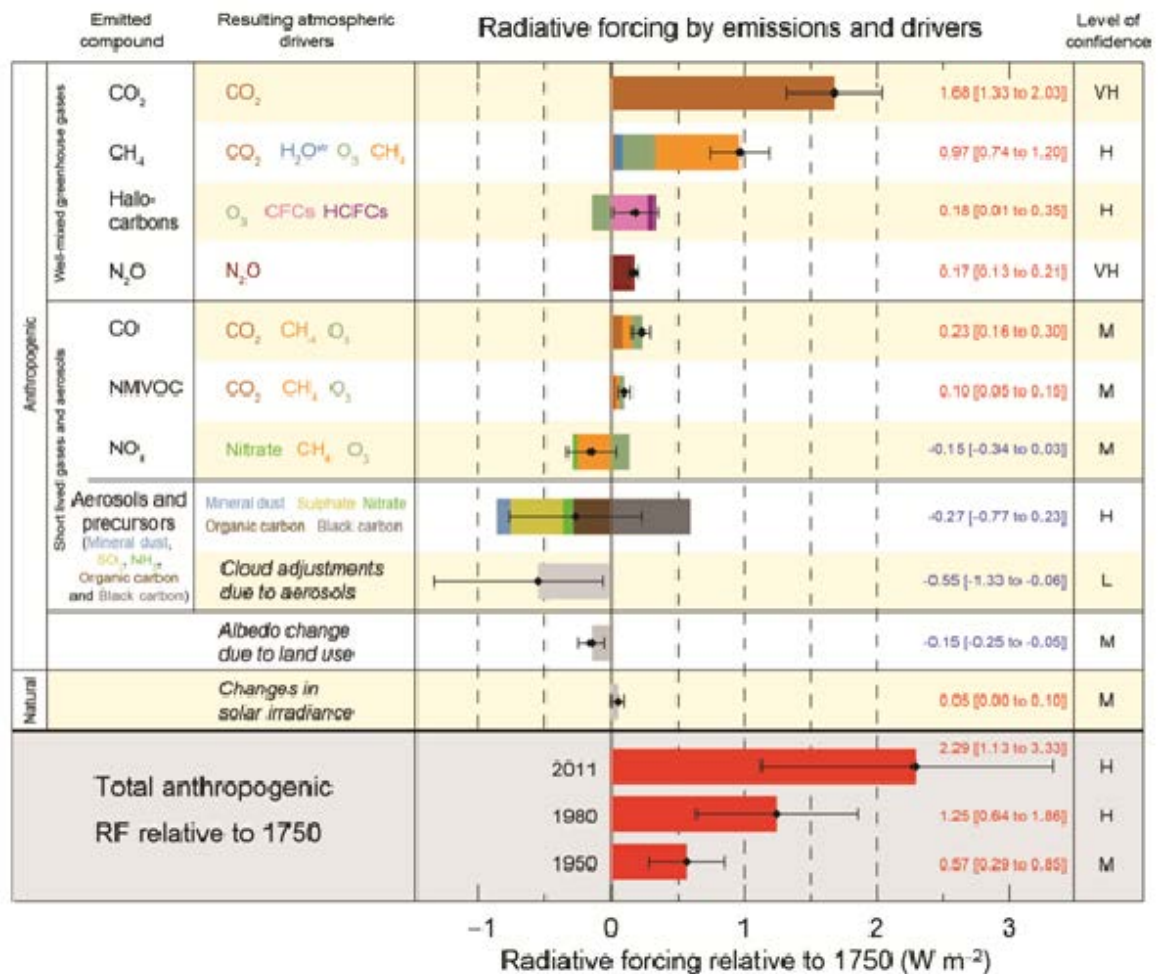 Emitted compound
Resulting atmospheric drivers
Radiative forcing by emissions and drivers
Level of confidence
Anthropogenic
Well-mixed greenhouse gases
CO₂
CO₂
1.68 [1.33 to 2.03]
VH
CH₄
CO₂ H₂Oˢᵗʳ O₃ CH₄
0.97 [0.74 to 1.20]
H
Halo-
carbons
O₃ CFCs HCFCs
0.18 [0.01 to 0.35]
H
N₂O
N₂O
0.17 [0.13 to 0.21]
VH
Short lived gases and aerosols
CO
CO₂ CH₄ O₃
0.23 [0.16 to 0.30]
M
NMVOC
CO₂ CH₄ O₃
0.10 [0.05 to 0.15]
M
NOₓ
Nitrate CH₄ O₃
-0.15 [-0.34 to 0.03]
M
Aerosols and
precursors
(Mineral dust,
SO₂, NH₃,
Organic carbon
and Black carbon)
Mineral dust Sulphate Nitrate
Organic carbon Black carbon
-0.27 [-0.77 to 0.23]
H
Cloud adjustments
due to aerosols
-0.55 [-1.33 to -0.06]
L
Albedo change
due to land use
-0.15 [-0.25 to -0.05]
M
Natural
Changes in
solar irradiance
0.05 [0.00 to 0.10]
M
Total anthropogenic
RF relative to 1750
2011
2.29 [1.13 to 3.33]
H
1980
1.25 [0.64 to 1.86]
H
1950
0.57 [0.29 to 0.85]
M
−1 0 1 2 3
Radiative forcing relative to 1750 (W m⁻²)